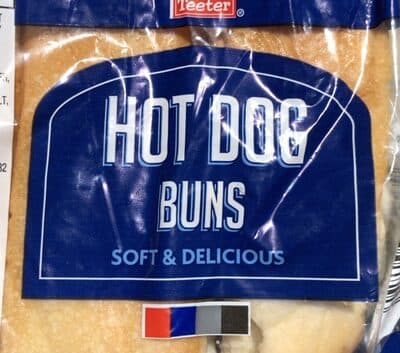 Teeter®
HOT DOG
BUNS
SOFT & DELICIOUS